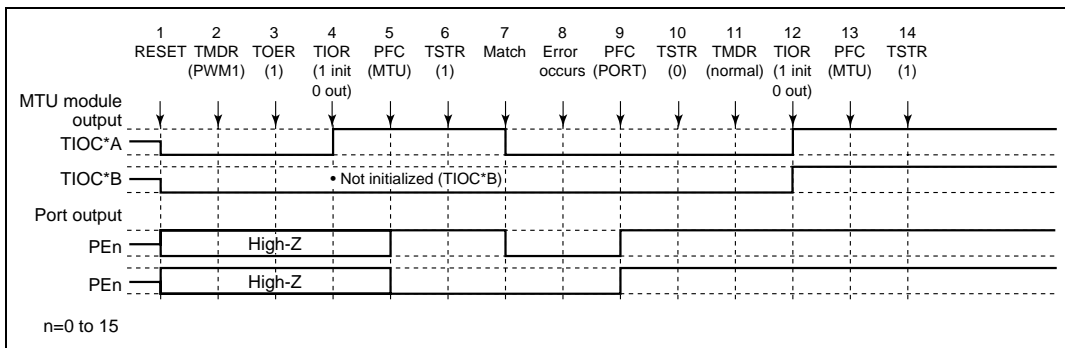 1 2 3 4 5 6 7 8 9 10 11 12 13 14
RESET TMDR TOER TIOR PFC TSTR Match Error PFC TSTR TMDR TIOR PFC TSTR
(PWM1) (1) (1 init (MTU) (1) occurs (PORT) (0) (normal) (1 init (MTU) (1)
0 out) 0 out)
MTU module
output
TIOC*A
TIOC*B
• Not initialized (TIOC*B)
Port output
PEn
High-Z
PEn
High-Z
n=0 to 15